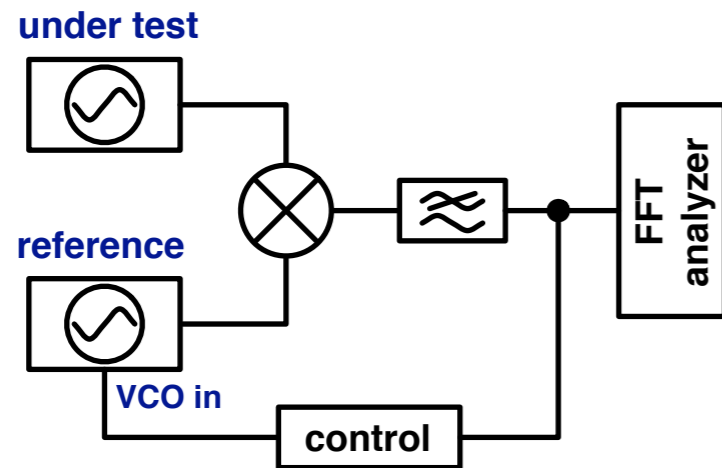 under test
reference
VCO in
control
FFT
analyzer